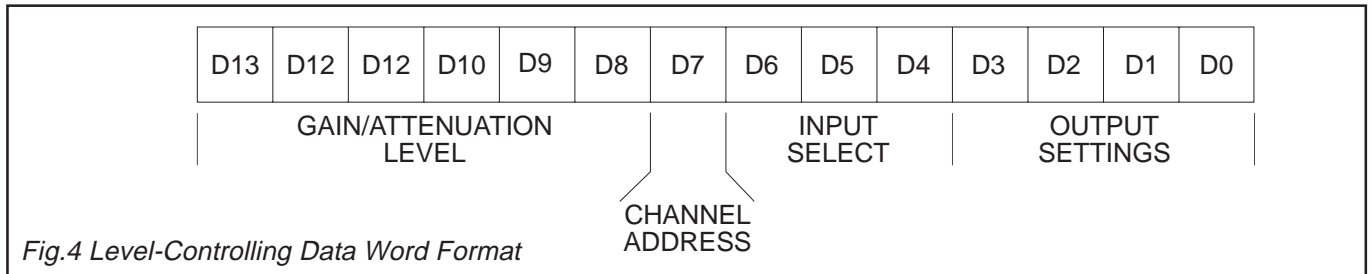 D13 D12 D12 D10 D9 D8 D7 D6 D5 D4 D3 D2 D1 D0
GAIN/ATTENUATION
LEVEL
INPUT
SELECT
OUTPUT
SETTINGS
CHANNEL
ADDRESS
Fig.4 Level-Controlling Data Word Format